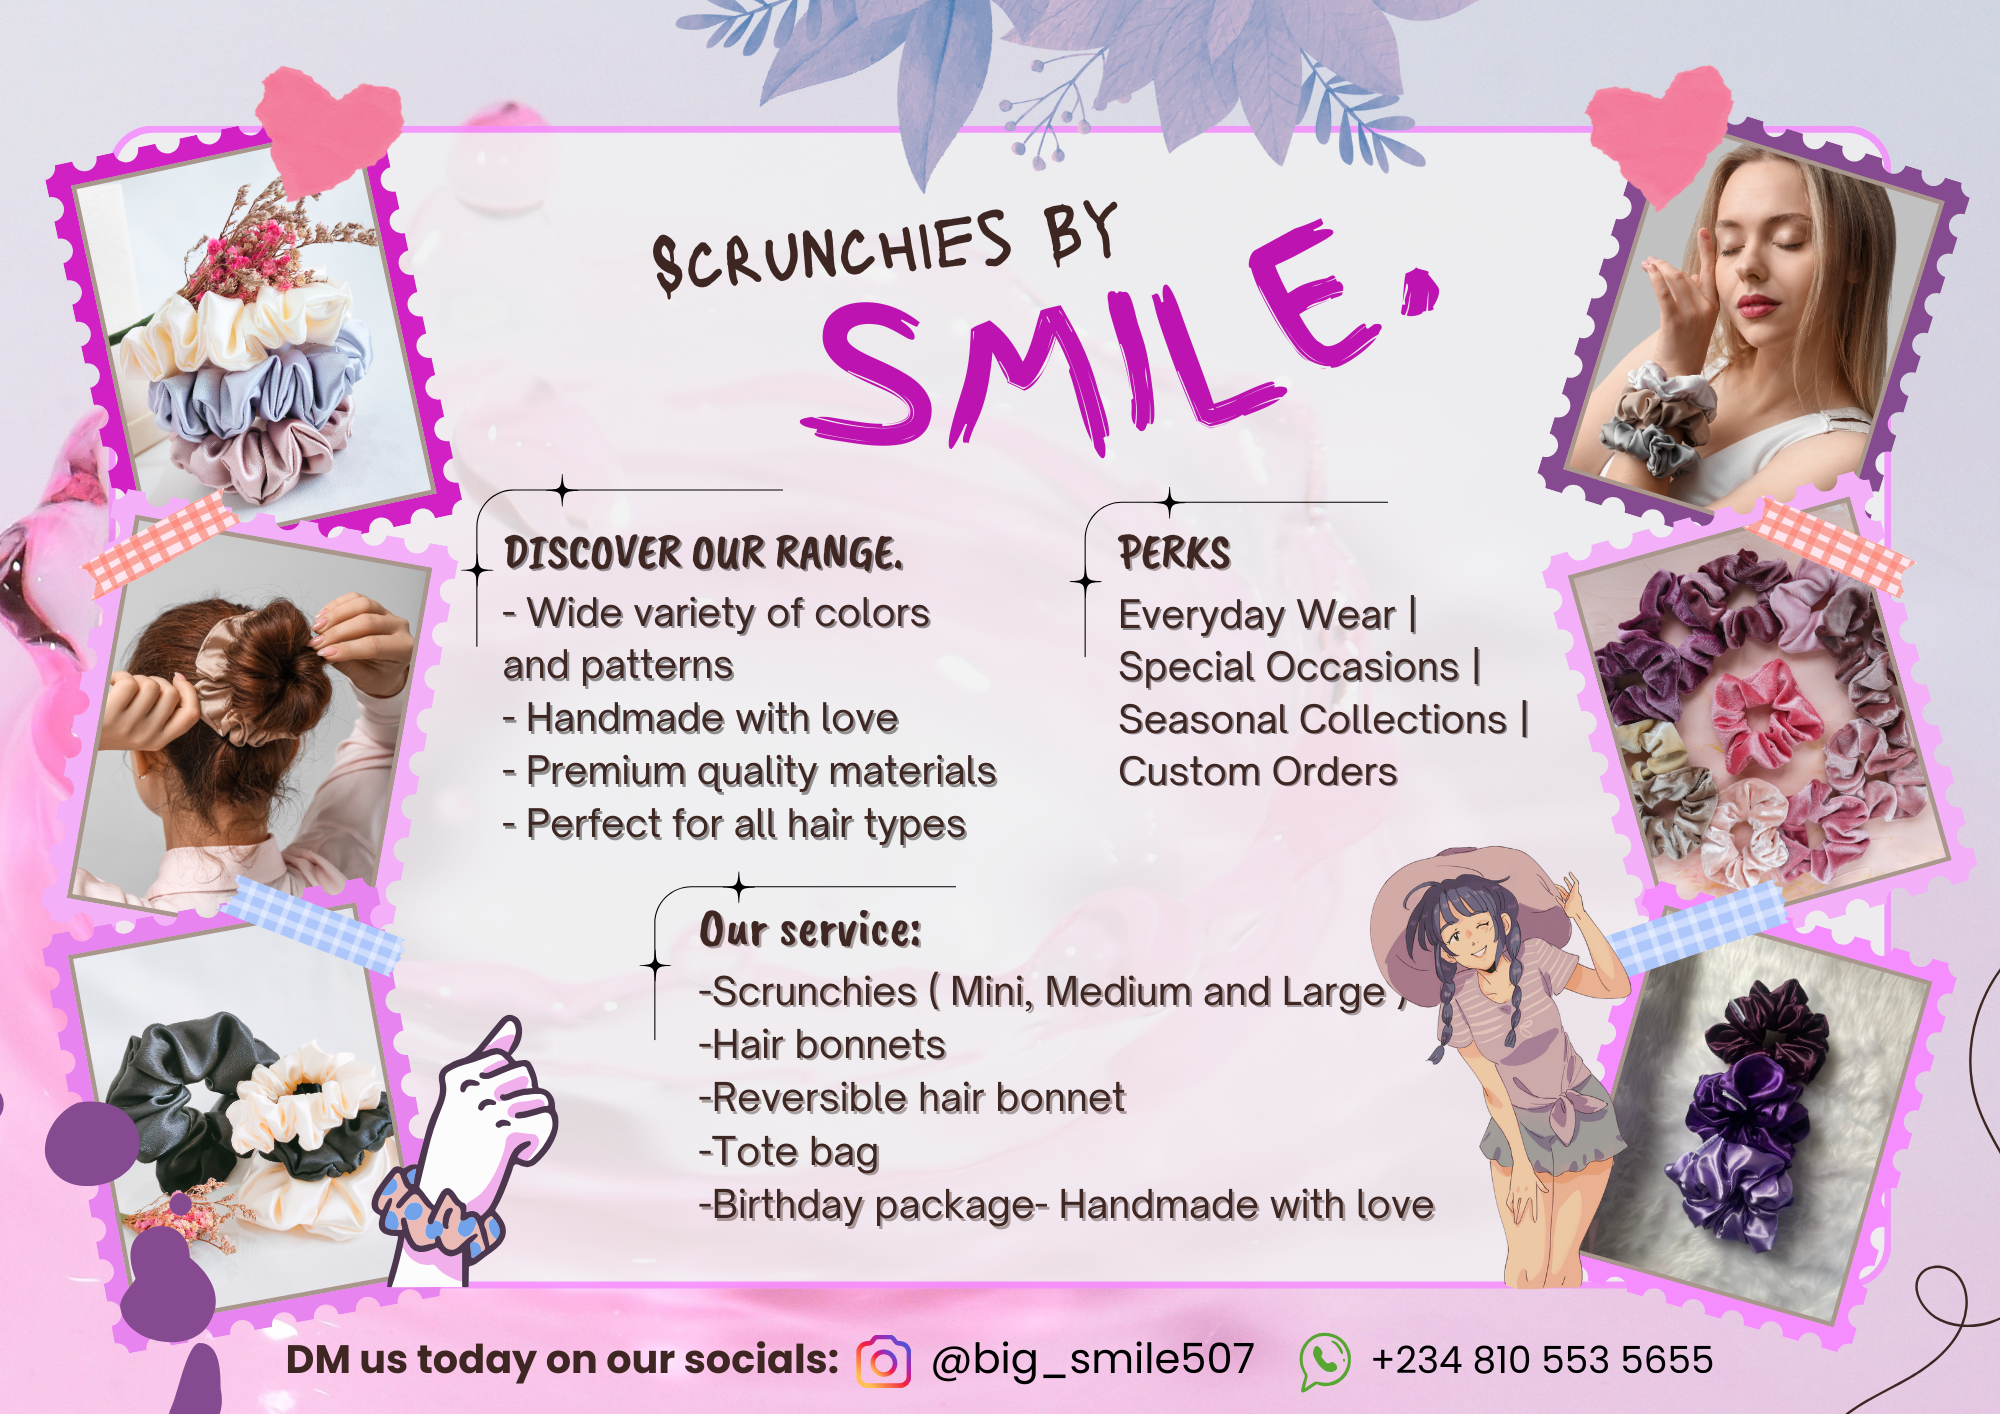 SCRUNCHIES BY
SMILE.
DISCOVER OUR RANGE.
- Wide variety of colors
and patterns
- Handmade with love
- Premium quality materials
- Perfect for all hair types
PERKS
Everyday Wear |
Special Occasions |
Seasonal Collections |
Custom Orders
Our service:
-Scrunchies ( Mini, Medium and Large )
-Hair bonnets
-Reversible hair bonnet
-Tote bag
-Birthday package- Handmade with love
DM us today on our socials: @big_smile507 +234 810 553 5655